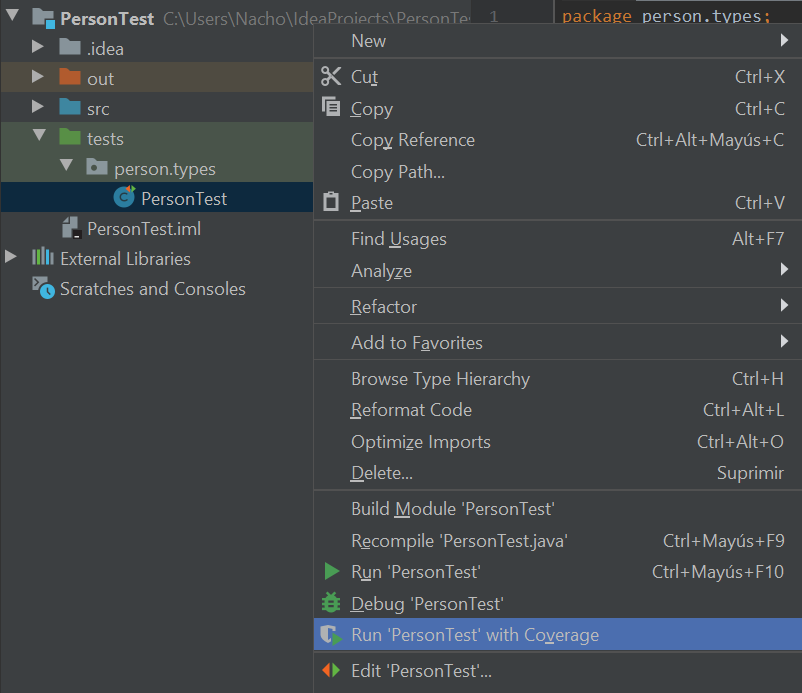 PersonTest C:\Users\Nacho\IdeaProjects\PersonTe
1 package person.types;
.idea
out
src
tests
person.types
PersonTest
PersonTest.iml
External Libraries
Scratches and Consoles
New
Cut Ctrl+X
Copy Ctrl+C
Copy Reference Ctrl+Alt+Mayús+C
Copy Path...
Paste Ctrl+V
Find Usages Alt+F7
Analyze
Refactor
Add to Favorites
Browse Type Hierarchy Ctrl+H
Reformat Code Ctrl+Alt+L
Optimize Imports Ctrl+Alt+O
Delete... Suprimir
Build Module 'PersonTest'
Recompile 'PersonTest.java' Ctrl+Mayús+F9
Run 'PersonTest' Ctrl+Mayús+F10
Debug 'PersonTest'
Run 'PersonTest' with Coverage
Edit 'PersonTest'...